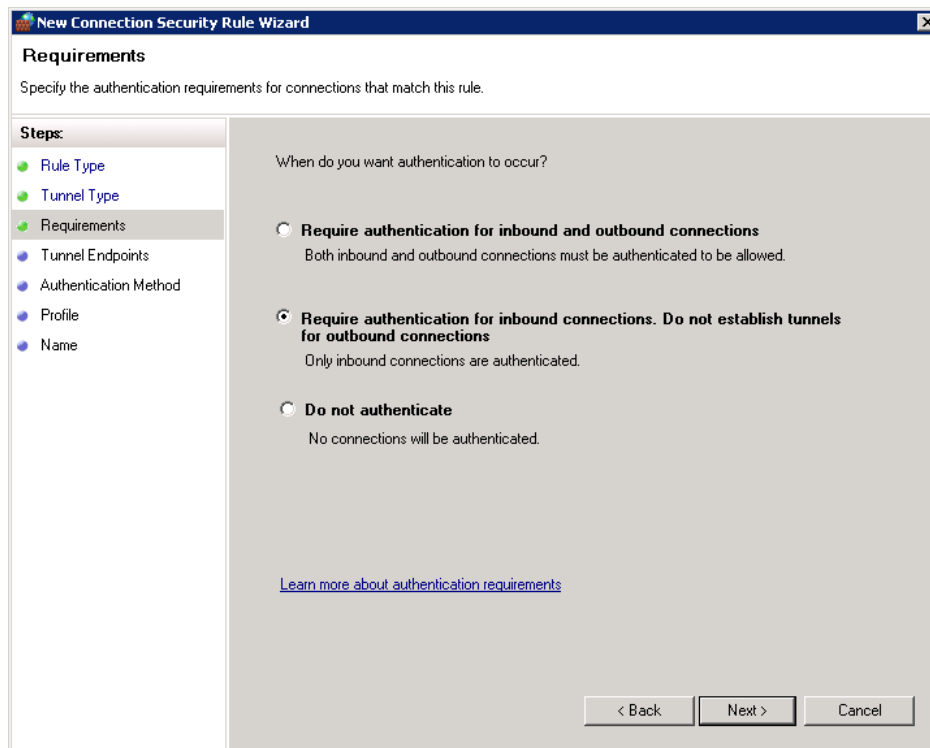 New Connection Security Rule Wizard
Requirements
Specify the authentication requirements for connections that match this rule.
Steps:
Rule Type
Tunnel Type
Requirements
Tunnel Endpoints
Authentication Method
Profile
Name
When do you want authentication to occur?
Require authentication for inbound and outbound connections
Both inbound and outbound connections must be authenticated to be allowed.
Require authentication for inbound connections. Do not establish tunnels
for outbound connections
Only inbound connections are authenticated.
Do not authenticate
No connections will be authenticated.
Learn more about authentication requirements
< Back
Next >
Cancel